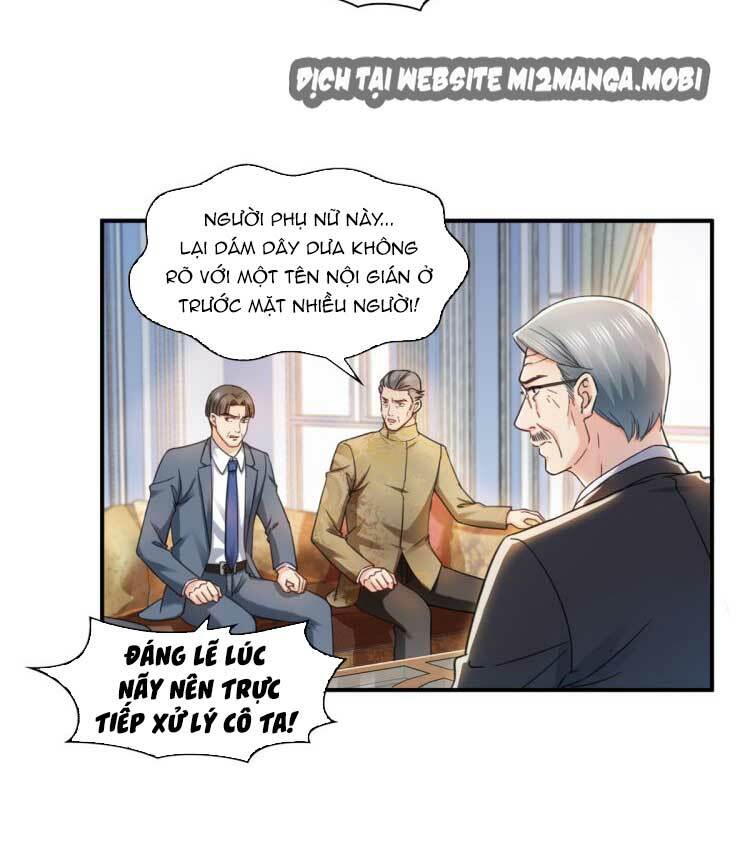 DỊCH TẠI WEBSITE MI2MANGA.MOBI
NGƯỜI PHỤ NỮ NÀY...
LẠI DÁM DÂY DƯA KHÔNG
RÕ VỚI MỘT TÊN NỘI GIÁN Ở
TRƯỚC MẶT NHIỀU NGƯỜI!
ĐÁNG LẼ LÚC
NÃY NÊN TRỰC
TIẾP XỬ LÝ CÔ TA!